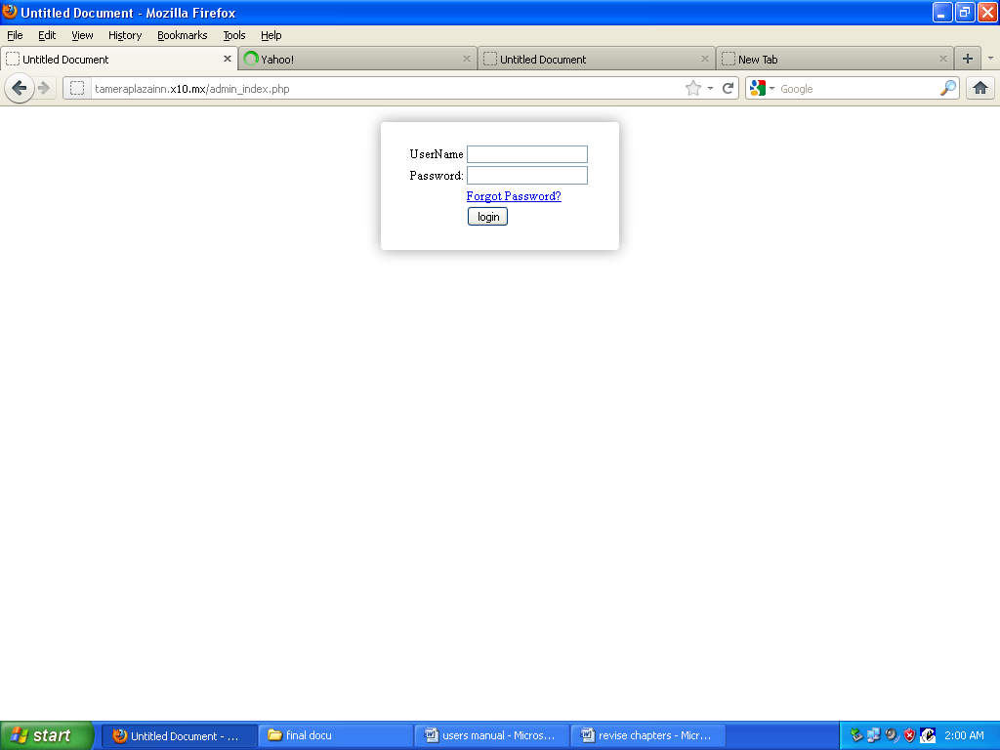 Untitled Document - Mozilla Firefox
File Edit View History Bookmarks Tools Help
Untitled Document Yahoo! Untitled Document New Tab
tameraplazainn.x10.mx/admin_index.php Google
UserName
Password:
Forgot Password?
login
start Untitled Document - ... final docu users manual - Micros... revise chapters - Micr... 2:00 AM